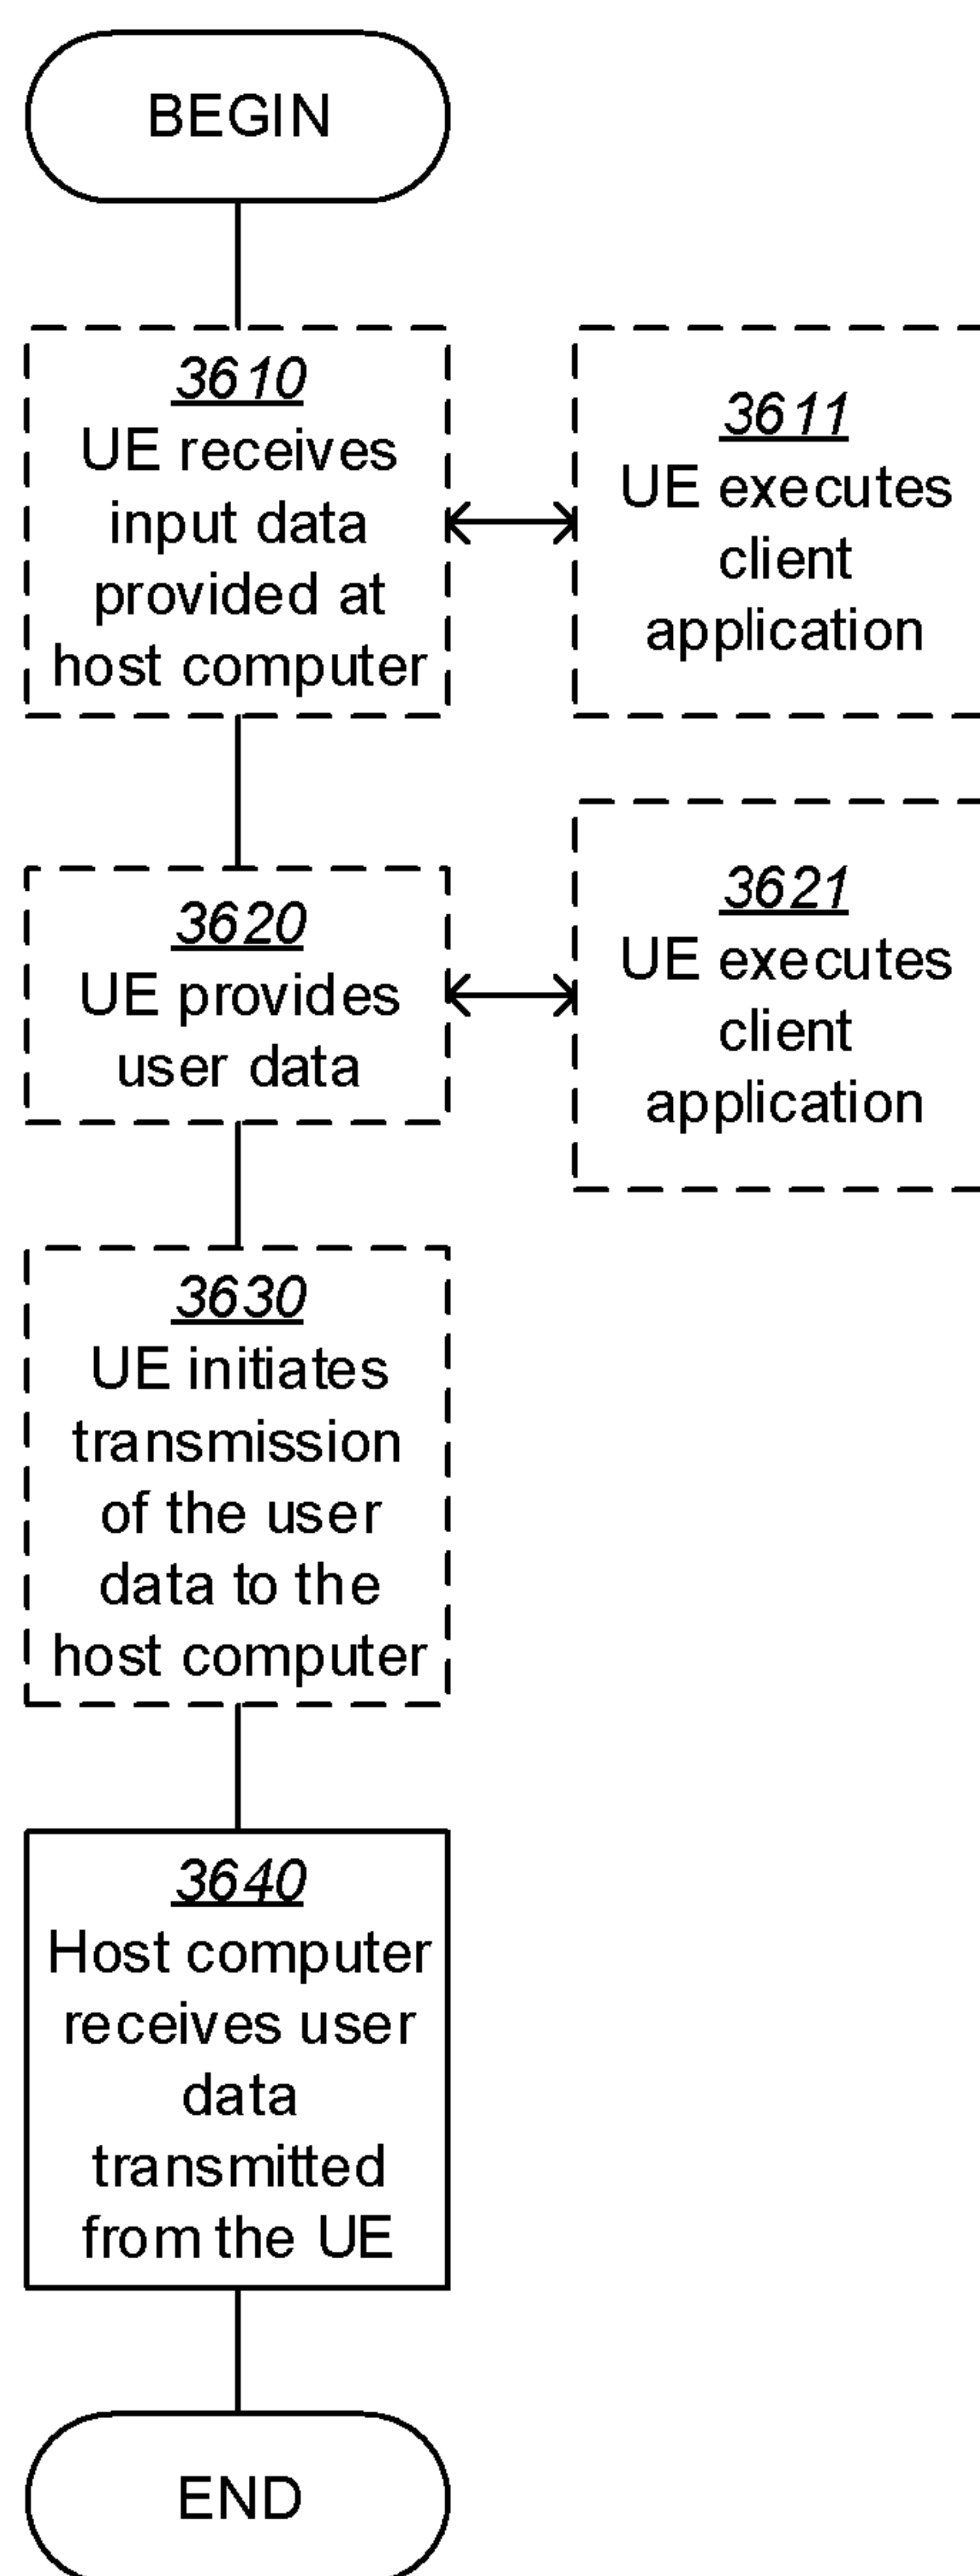 BEGIN
3610
UE receives
input data
provided at
host computer
3611
UE executes
client
application
3620
UE provides
user data
3621
UE executes
client
application
3630
UE initiates
transmission
of the user
data to the
host computer
3640
Host computer
receives user
data
transmitted
from the UE
END